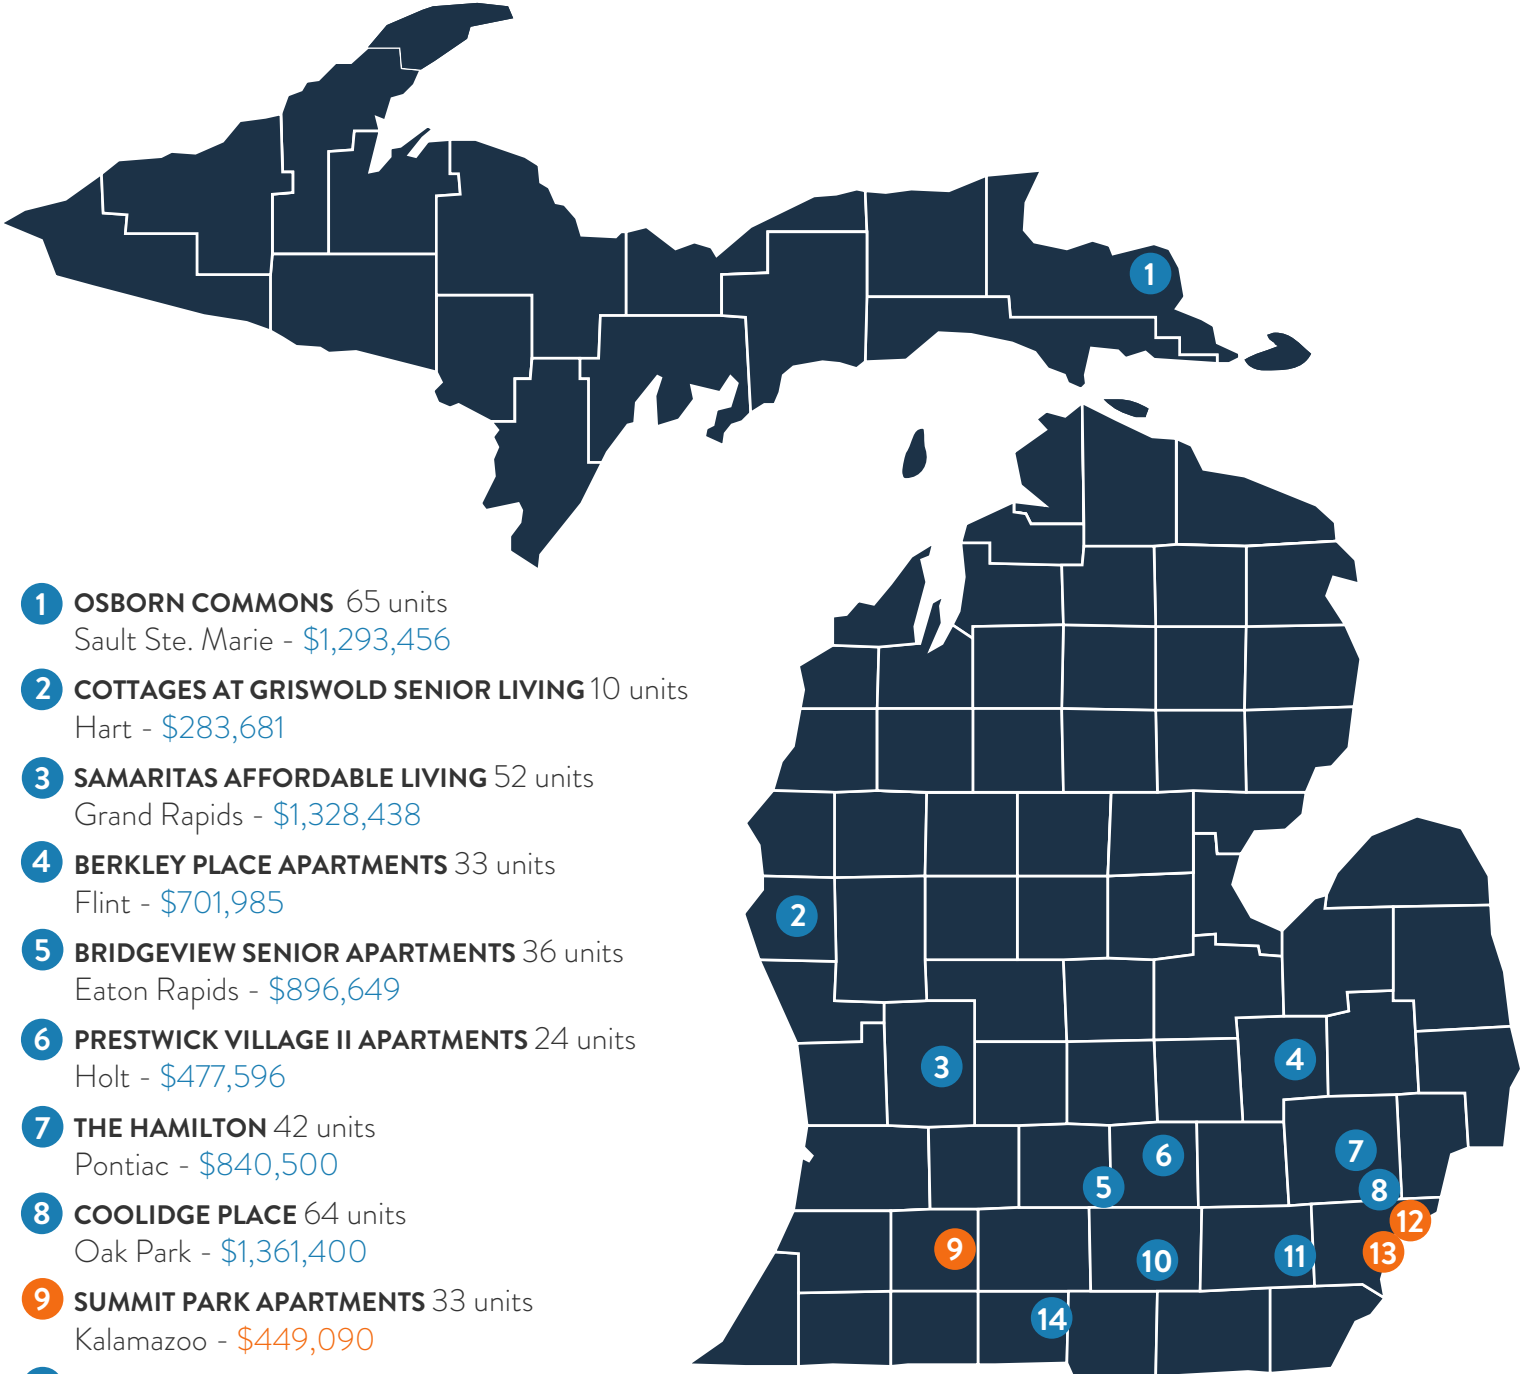 1
1 OSBORN COMMONS 65 units
Sault Ste. Marie - $1,293,456
2 COTTAGES AT GRISWOLD SENIOR LIVING 10 units
Hart - $283,681
3 SAMARITAS AFFORDABLE LIVING 52 units
Grand Rapids - $1,328,438
4 BERKLEY PLACE APARTMENTS 33 units
Flint - $701,985
5 BRIDGEVIEW SENIOR APARTMENTS 36 units
Eaton Rapids - $896,649
6 PRESTWICK VILLAGE II APARTMENTS 24 units
Holt - $477,596
7 THE HAMILTON 42 units
Pontiac - $840,500
8 COOLIDGE PLACE 64 units
Oak Park - $1,361,400
9 SUMMIT PARK APARTMENTS 33 units
Kalamazoo - $449,090
2
3
4
6
7
5
8
12
9
10
11
13
14